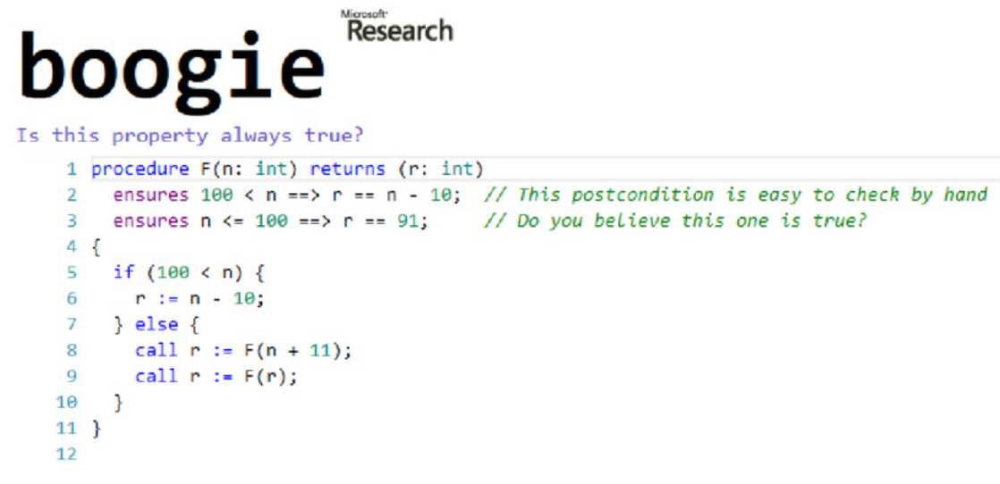 Microsoft
Research
boogie
Is this property always true?
1 procedure F(n: int) returns (r: int)
2   ensures 100 < n ==> r == n - 10;  // This postcondition is easy to check by hand
3   ensures n <= 100 ==> r == 91;     // Do you believe this one is true?
4 {
5   if (100 < n) {
6     r := n - 10;
7   } else {
8     call r := F(n + 11);
9     call r := F(r);
10   }
11 }
12